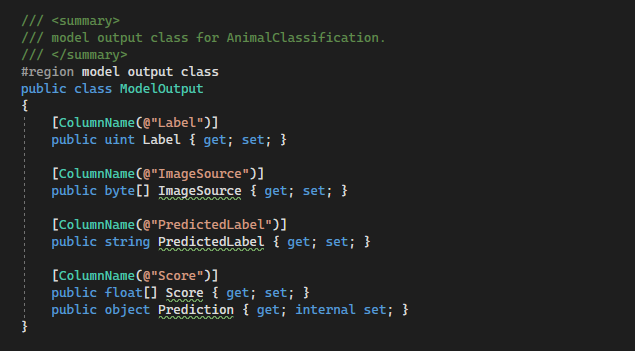 /// <summary>
/// model output class for AnimalClassification.
/// </summary>
#region model output class
public class ModelOutput
{
[ColumnName(@"Label")]
public uint Label { get; set; }
[ColumnName(@"ImageSource")]
public byte[] ImageSource { get; set; }
[ColumnName(@"PredictedLabel")]
public string PredictedLabel { get; set; }
[ColumnName(@"Score")]
public float[] Score { get; set; }
public object Prediction { get; internal set; }
}